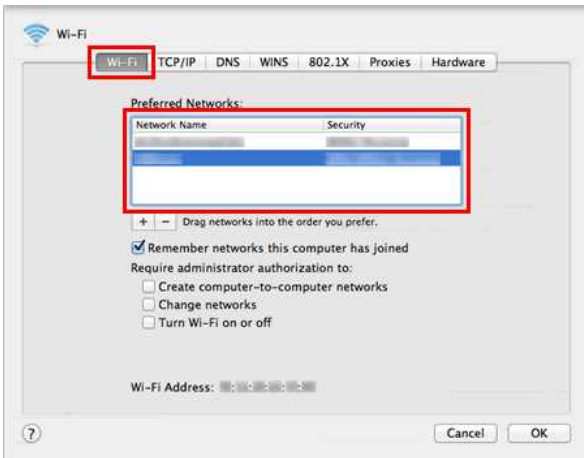 Wi-Fi
Wi-Fi TCP/IP DNS WINS 802.1X Proxies Hardware
Preferred Networks:
Network Name Security
+ − Drag networks into the order you prefer.
Remember networks this computer has joined
Require administrator authorization to:
Create computer-to-computer networks
Change networks
Turn Wi-Fi on or off
Wi-Fi Address:
? Cancel OK